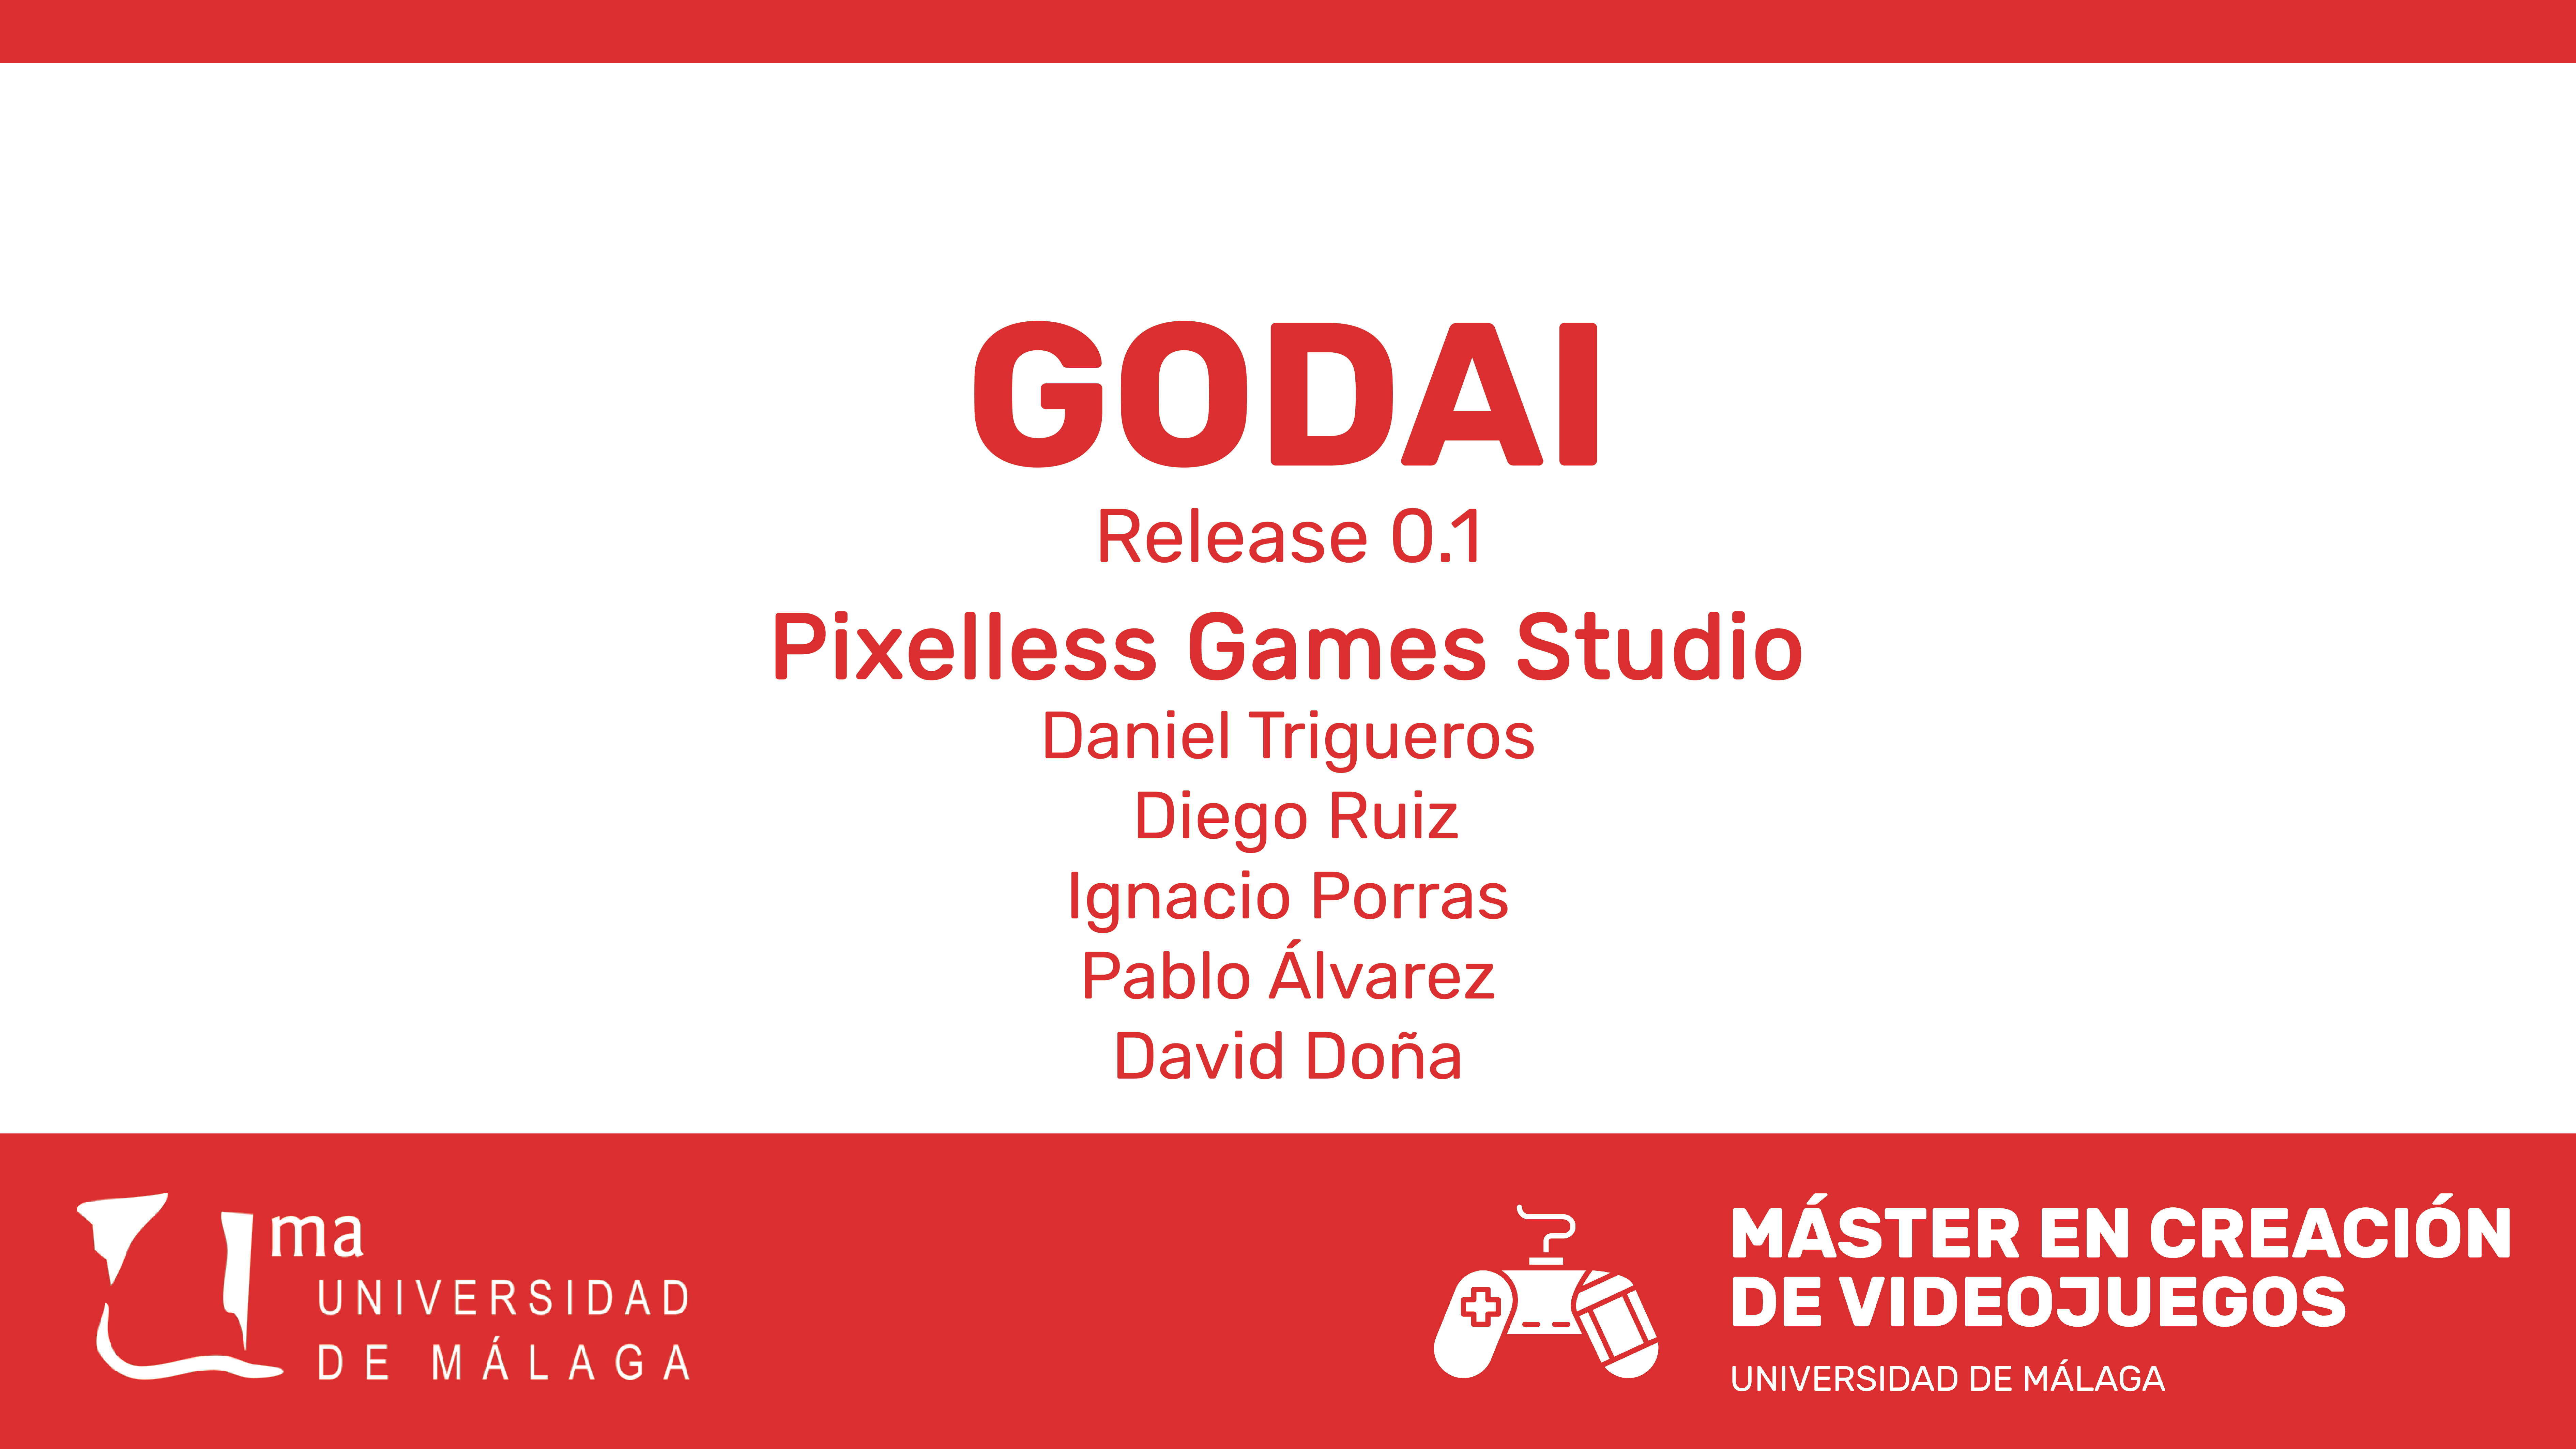 GODAI
Release 0.1
Pixelless Games Studio
Daniel Trigueros
Diego Ruiz
Ignacio Porras
Pablo Álvarez
David Doña
uma
UNIVERSIDAD
DE MÁLAGA
MÁSTER EN CREACIÓN
DE VIDEOJUEGOS
UNIVERSIDAD DE MÁLAGA